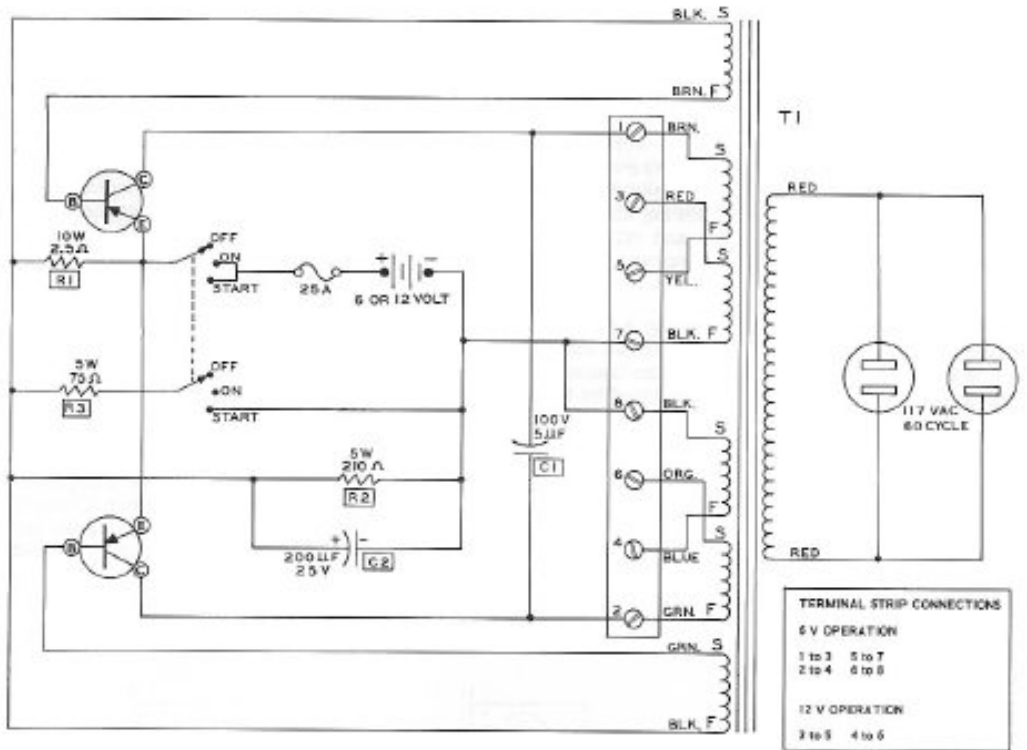 BLK. S
BRN. F
T1
1 BRN.
S
C
B
E
3 RED
F
S
RED
10W
2.5Ω
R1
OFF
ON
START
25A
+ -
6 OR 12 VOLT
5 YEL.
7 BLK. F
5W
75Ω
R3
OFF
ON
START
8 BLK.
S
117 VAC
60 CYCLE
100V
5µF
C1
5W
210Ω
R2
6 ORG.
F
S
E
B
C
+ -
200µF
25V
C2
4 BLUE
RED
2 GRN. F
GRN. S
BLK. F
TERMINAL STRIP CONNECTIONS
6 V OPERATION
1 to 3 5 to 7
2 to 4 6 to 8
12 V OPERATION
3 to 5 4 to 6